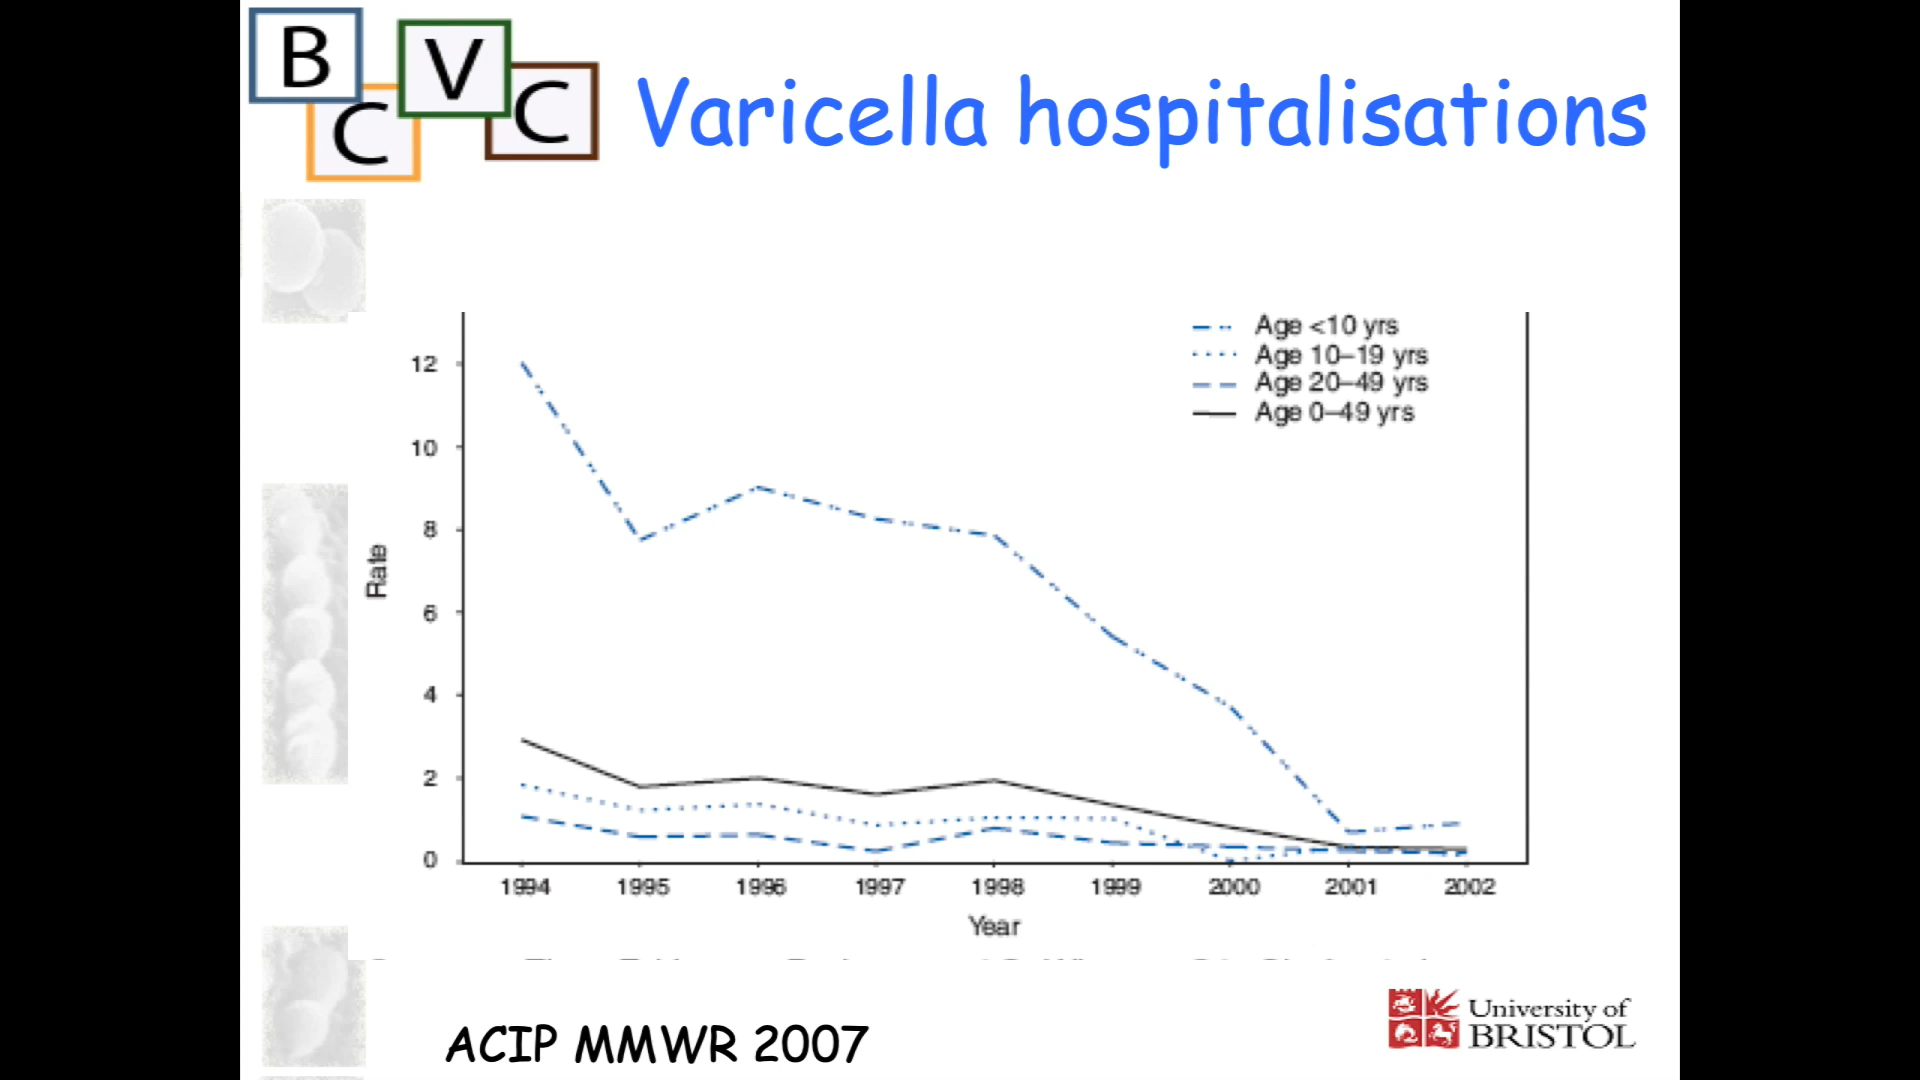 B
C
V
C
Varicella hospitalisations
Age <10 yrs
Age 10–19 yrs
Age 20–49 yrs
Age 0–49 yrs
12
10
8
6
4
2
0
Rate
1994 1995 1996 1997 1998 1999 2000 2001 2002
Year
ACIP MMWR 2007
University of
BRISTOL